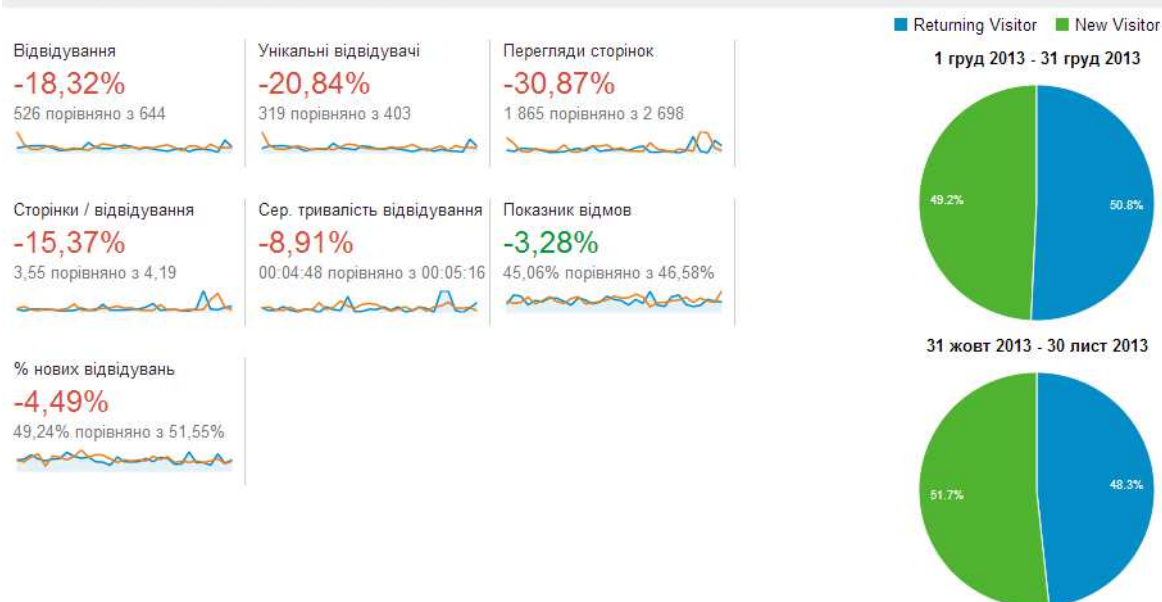 Відвідування
-18,32%
526 порівняно з 644
Унікальні відвідувачі
-20,84%
319 порівняно з 403
Перегляди сторінок
-30,87%
1 865 порівняно з 2 698
Сторінки / відвідування
-15,37%
3,55 порівняно з 4,19
Сер. тривалість відвідування
-8,91%
00:04:48 порівняно з 00:05:16
Показник відмов
-3,28%
45,06% порівняно з 46,58%
% нових відвідувань
-4,49%
49,24% порівняно з 51,55%
Returning Visitor New Visitor
1 груд 2013 - 31 груд 2013
49.2% 50.8%
31 жовт 2013 - 30 лист 2013
51.7% 48.3%